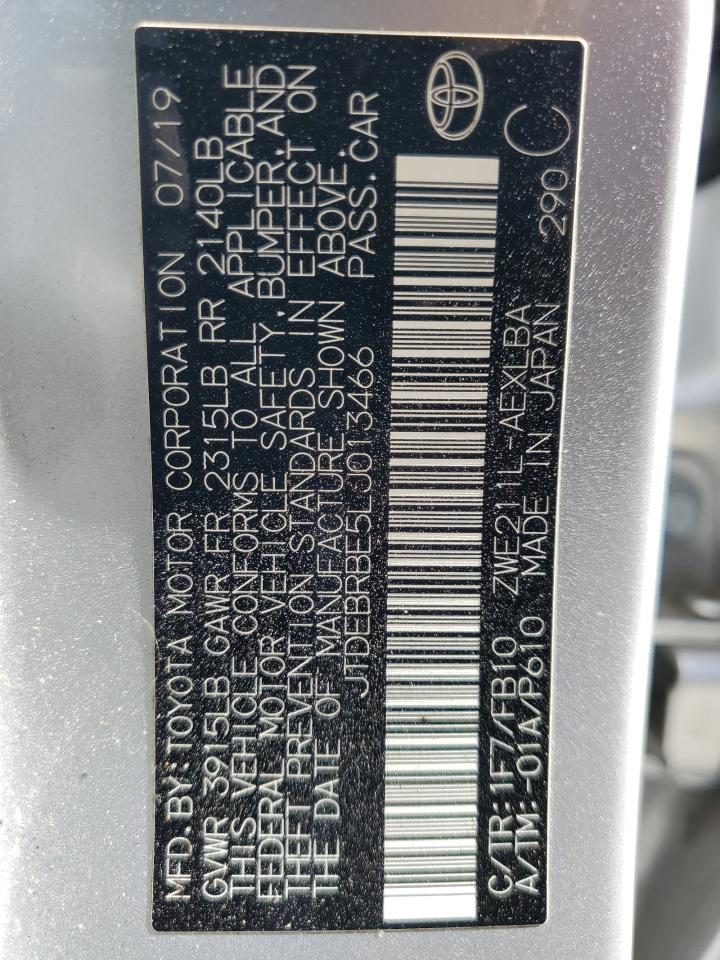 MFD. BY: TOYOTA MOTOR CORPORATION 07/19
GVWR 3915LB GAWR FR 2315LB RR 2140LB
THIS VEHICLE CONFORMS TO ALL APPLICABLE
FEDERAL MOTOR VEHICLE SAFETY, BUMPER, AND
THEFT PREVENTION STANDARDS IN EFFECT ON
THE DATE OF MANUFACTURE SHOWN ABOVE.
JTDEBRBE5LJ013466 PASS. CAR
C/TR: 1F7/FB10 ZWE211L-AEXLBA 290 C
A/TM: -01A/P610 MADE IN JAPAN